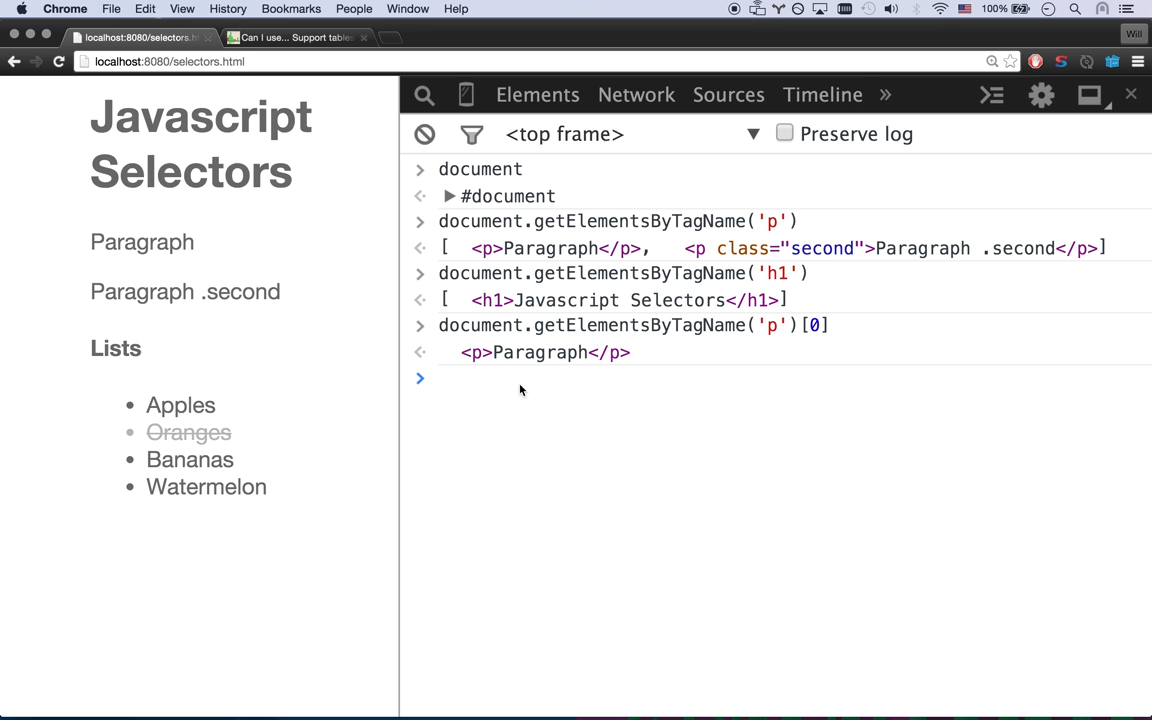 Chrome File Edit View History Bookmarks People Window Help 100%
localhost:8080/selectors.ht Can I use... Support tables Will
localhost:8080/selectors.html
Javascript
Selectors
Paragraph
Paragraph .second
Lists
• Apples
• Oranges
• Bananas
• Watermelon
Elements Network Sources Timeline »
<top frame> ▼ Preserve log
document
▶ #document
document.getElementsByTagName('p')
[ <p>Paragraph</p>, <p class="second">Paragraph .second</p>]
document.getElementsByTagName('h1')
[ <h1>Javascript Selectors</h1>]
document.getElementsByTagName('p')[0]
<p>Paragraph</p>